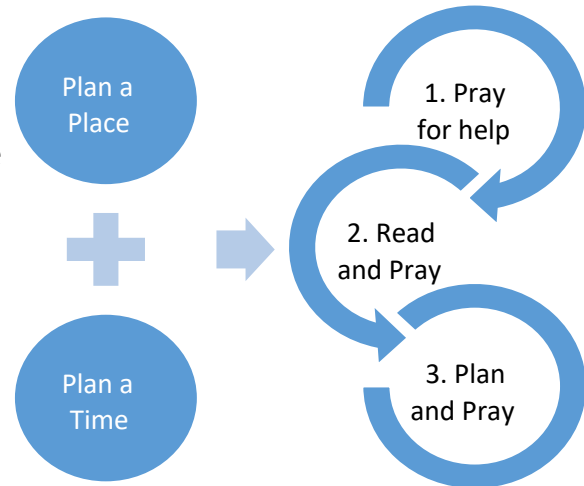 Plan a
Place
Plan a
Time
1. Pray
for help
2. Read
and Pray
3. Plan
and Pray